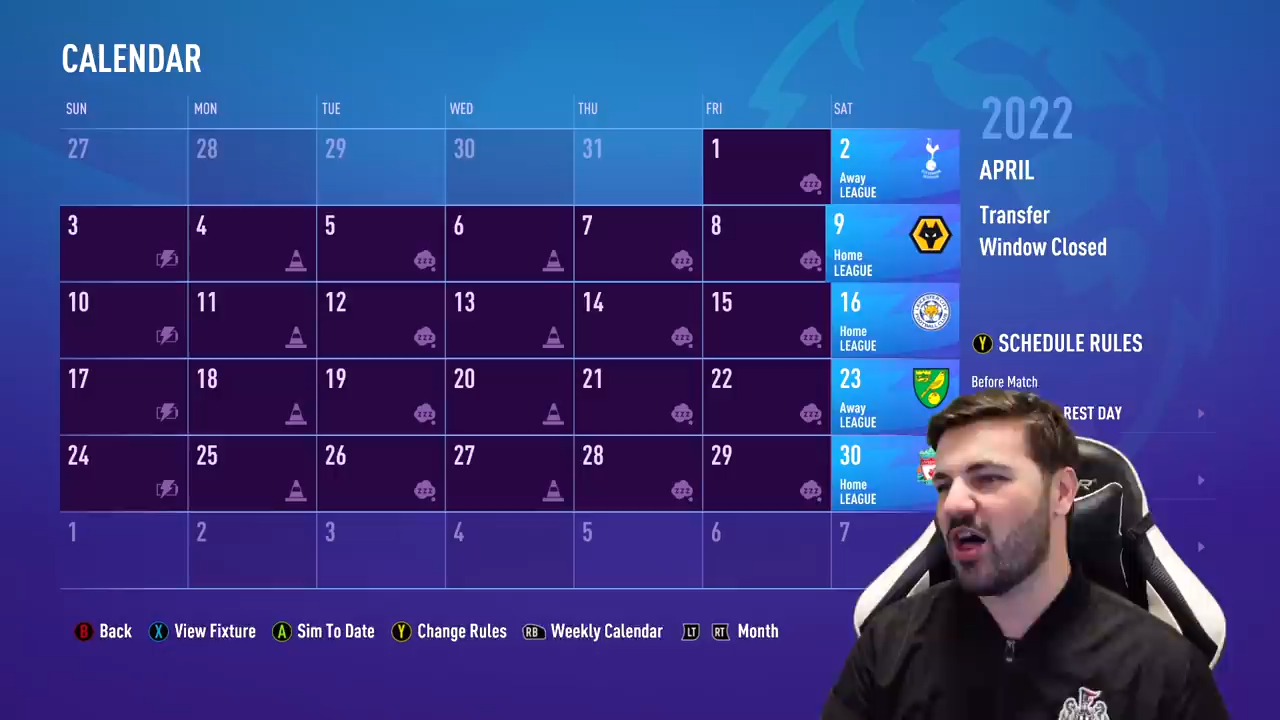 CALENDAR
SUN MON TUE WED THU FRI SAT
27 28 29 30 31 1 2
Away
LEAGUE
3 4 5 6 7 8 9
Home
LEAGUE
10 11 12 13 14 15 16
Home
LEAGUE
17 18 19 20 21 22 23
Away
LEAGUE
24 25 26 27 28 29 30
Home
LEAGUE
1 2 3 4 5 6 7
2022
APRIL
Transfer
Window Closed
Y SCHEDULE RULES
Before Match
REST DAY
B Back X View Fixture A Sim To Date Y Change Rules RB Weekly Calendar LT RT Month